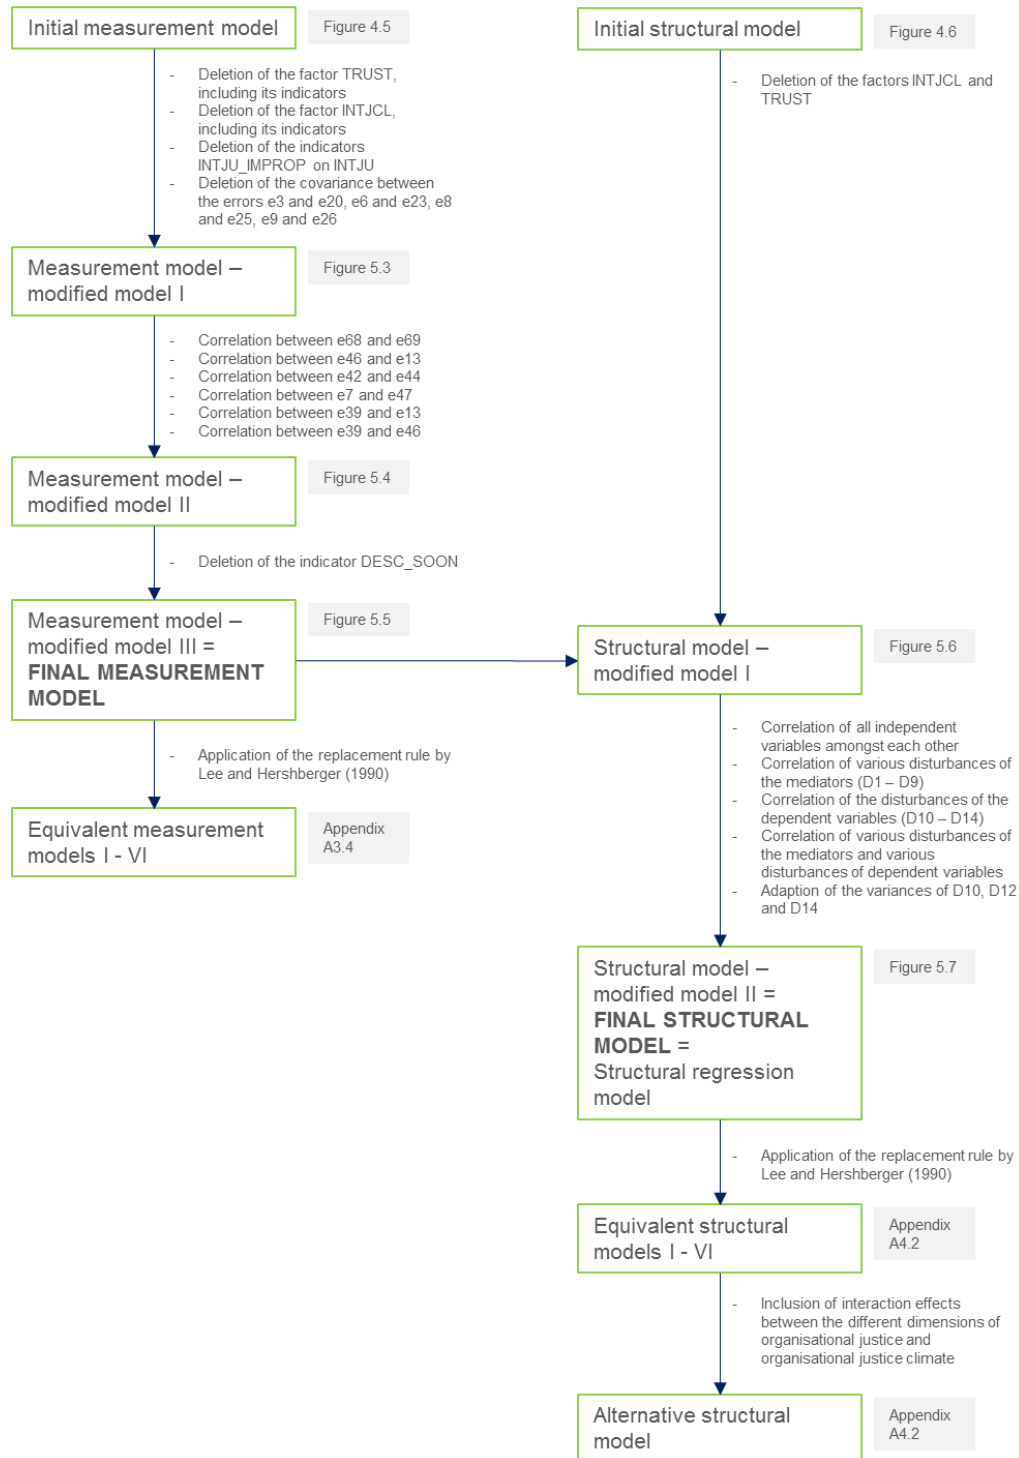 Initial measurement model
Figure 4.5
- Deletion of the factor TRUST,
including its indicators
- Deletion of the factor INTJCL,
including its indicators
- Deletion of the indicators
INTJU_IMPROP on INTJU
- Deletion of the covariance between
the errors e3 and e20, e6 and e23, e8
and e25, e9 and e26
Measurement model –
modified model I
Figure 5.3
- Correlation between e68 and e69
- Correlation between e46 and e13
- Correlation between e42 and e44
- Correlation between e7 and e47
- Correlation between e39 and e13
- Correlation between e39 and e46
Measurement model –
modified model II
Figure 5.4
- Deletion of the indicator DESC_SOON
Measurement model –
modified model III =
FINAL MEASUREMENT
MODEL
Figure 5.5
- Application of the replacement rule by
Lee and Hershberger (1990)
Equivalent measurement
models I - VI
Appendix
A3.4
Initial structural model
Figure 4.6
- Deletion of the factors INTJCL and
TRUST
Structural model –
modified model I
Figure 5.6
- Correlation of all independent
variables amongst each other
- Correlation of various disturbances of
the mediators (D1 – D9)
- Correlation of the disturbances of the
dependent variables (D10 – D14)
- Correlation of various disturbances of
the mediators and various
disturbances of dependent variables
- Adaption of the variances of D10, D12
and D14
Structural model –
modified model II =
FINAL STRUCTURAL
MODEL =
Structural regression
model
Figure 5.7
- Application of the replacement rule by
Lee and Hershberger (1990)
Equivalent structural
models I - VI
Appendix
A4.2
- Inclusion of interaction effects
between the different dimensions of
organisational justice and
organisational justice climate
Alternative structural
model
Appendix
A4.2